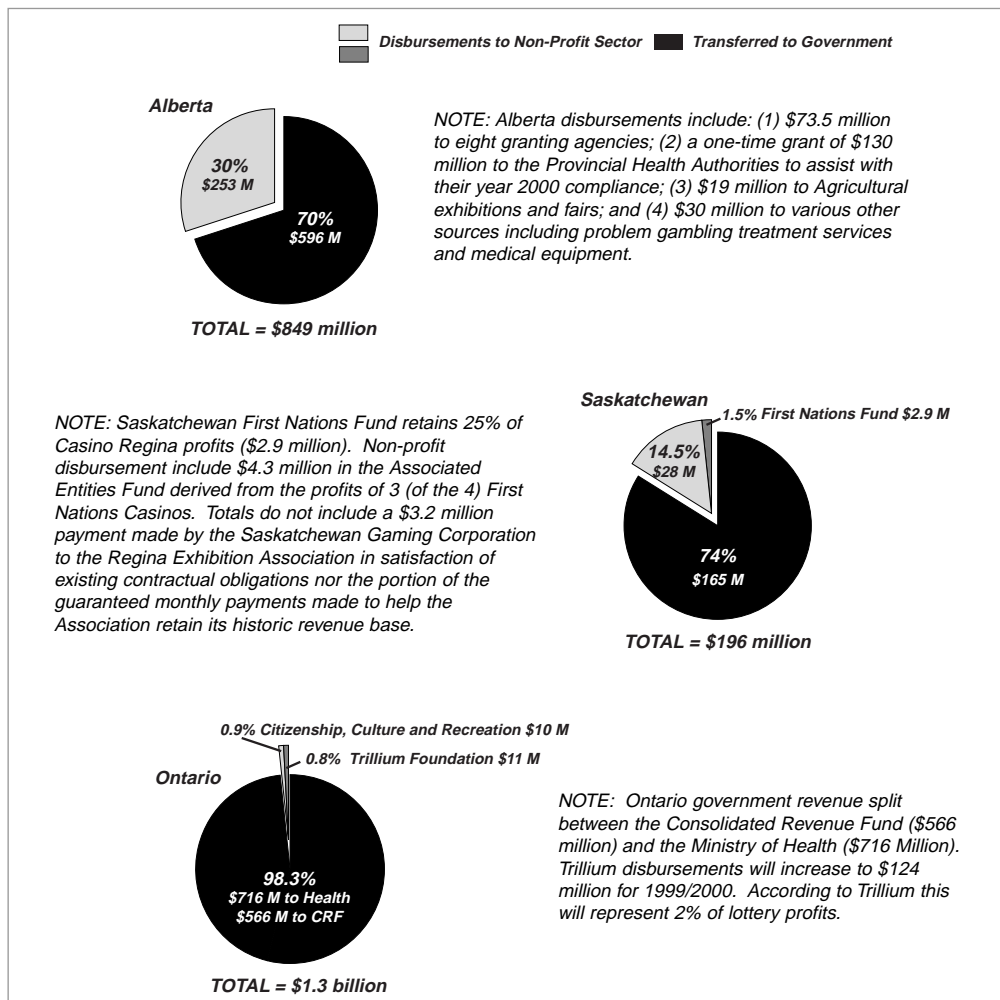 Disbursements to Non-Profit Sector Transferred to Government
Alberta
30%
$253 M
70%
$596 M
TOTAL = $849 million
NOTE: Alberta disbursements include: (1) $73.5 million
to eight granting agencies; (2) a one-time grant of $130
million to the Provincial Health Authorities to assist with
their year 2000 compliance; (3) $19 million to Agricultural
exhibitions and fairs; and (4) $30 million to various other
sources including problem gambling treatment services
and medical equipment.
NOTE: Saskatchewan First Nations Fund retains 25% of
Casino Regina profits ($2.9 million). Non-profit
disbursement include $4.3 million in the Associated
Entities Fund derived from the profits of 3 (of the 4) First
Nations Casinos. Totals do not include a $3.2 million
payment made by the Saskatchewan Gaming Corporation
to the Regina Exhibition Association in satisfaction of
existing contractual obligations nor the portion of the
guaranteed monthly payments made to help the
Association retain its historic revenue base.
Saskatchewan
1.5% First Nations Fund $2.9 M
14.5%
$28 M
74%
$165 M
TOTAL = $196 million
0.9% Citizenship, Culture and Recreation $10 M
0.8% Trillium Foundation $11 M
Ontario
98.3%
$716 M to Health
$566 M to CRF
TOTAL = $1.3 billion
NOTE: Ontario government revenue split
between the Consolidated Revenue Fund ($566
million) and the Ministry of Health ($716 Million).
Trillium disbursements will increase to $124
million for 1999/2000. According to Trillium this
will represent 2% of lottery profits.